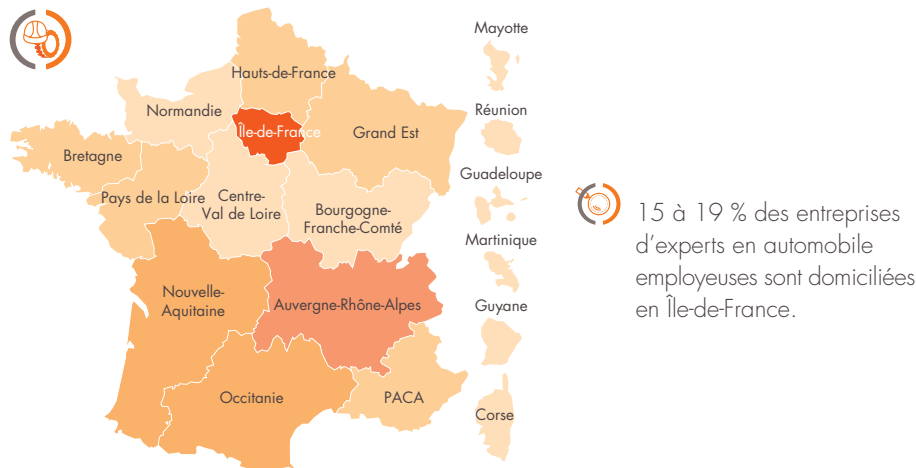 Mayotte
Hauts-de-France
Normandie
Réunion
Île-de-France
Grand Est
Bretagne
Guadeloupe
Pays de la Loire
Centre-
Val de Loire
Bourgogne-
Franche-Comté
Martinique
Nouvelle-
Aquitaine
Auvergne-Rhône-Alpes
Guyane
Occitanie
PACA
Corse
15 à 19 % des entreprises
d’experts en automobile
employeuses sont domiciliées
en Île-de-France.